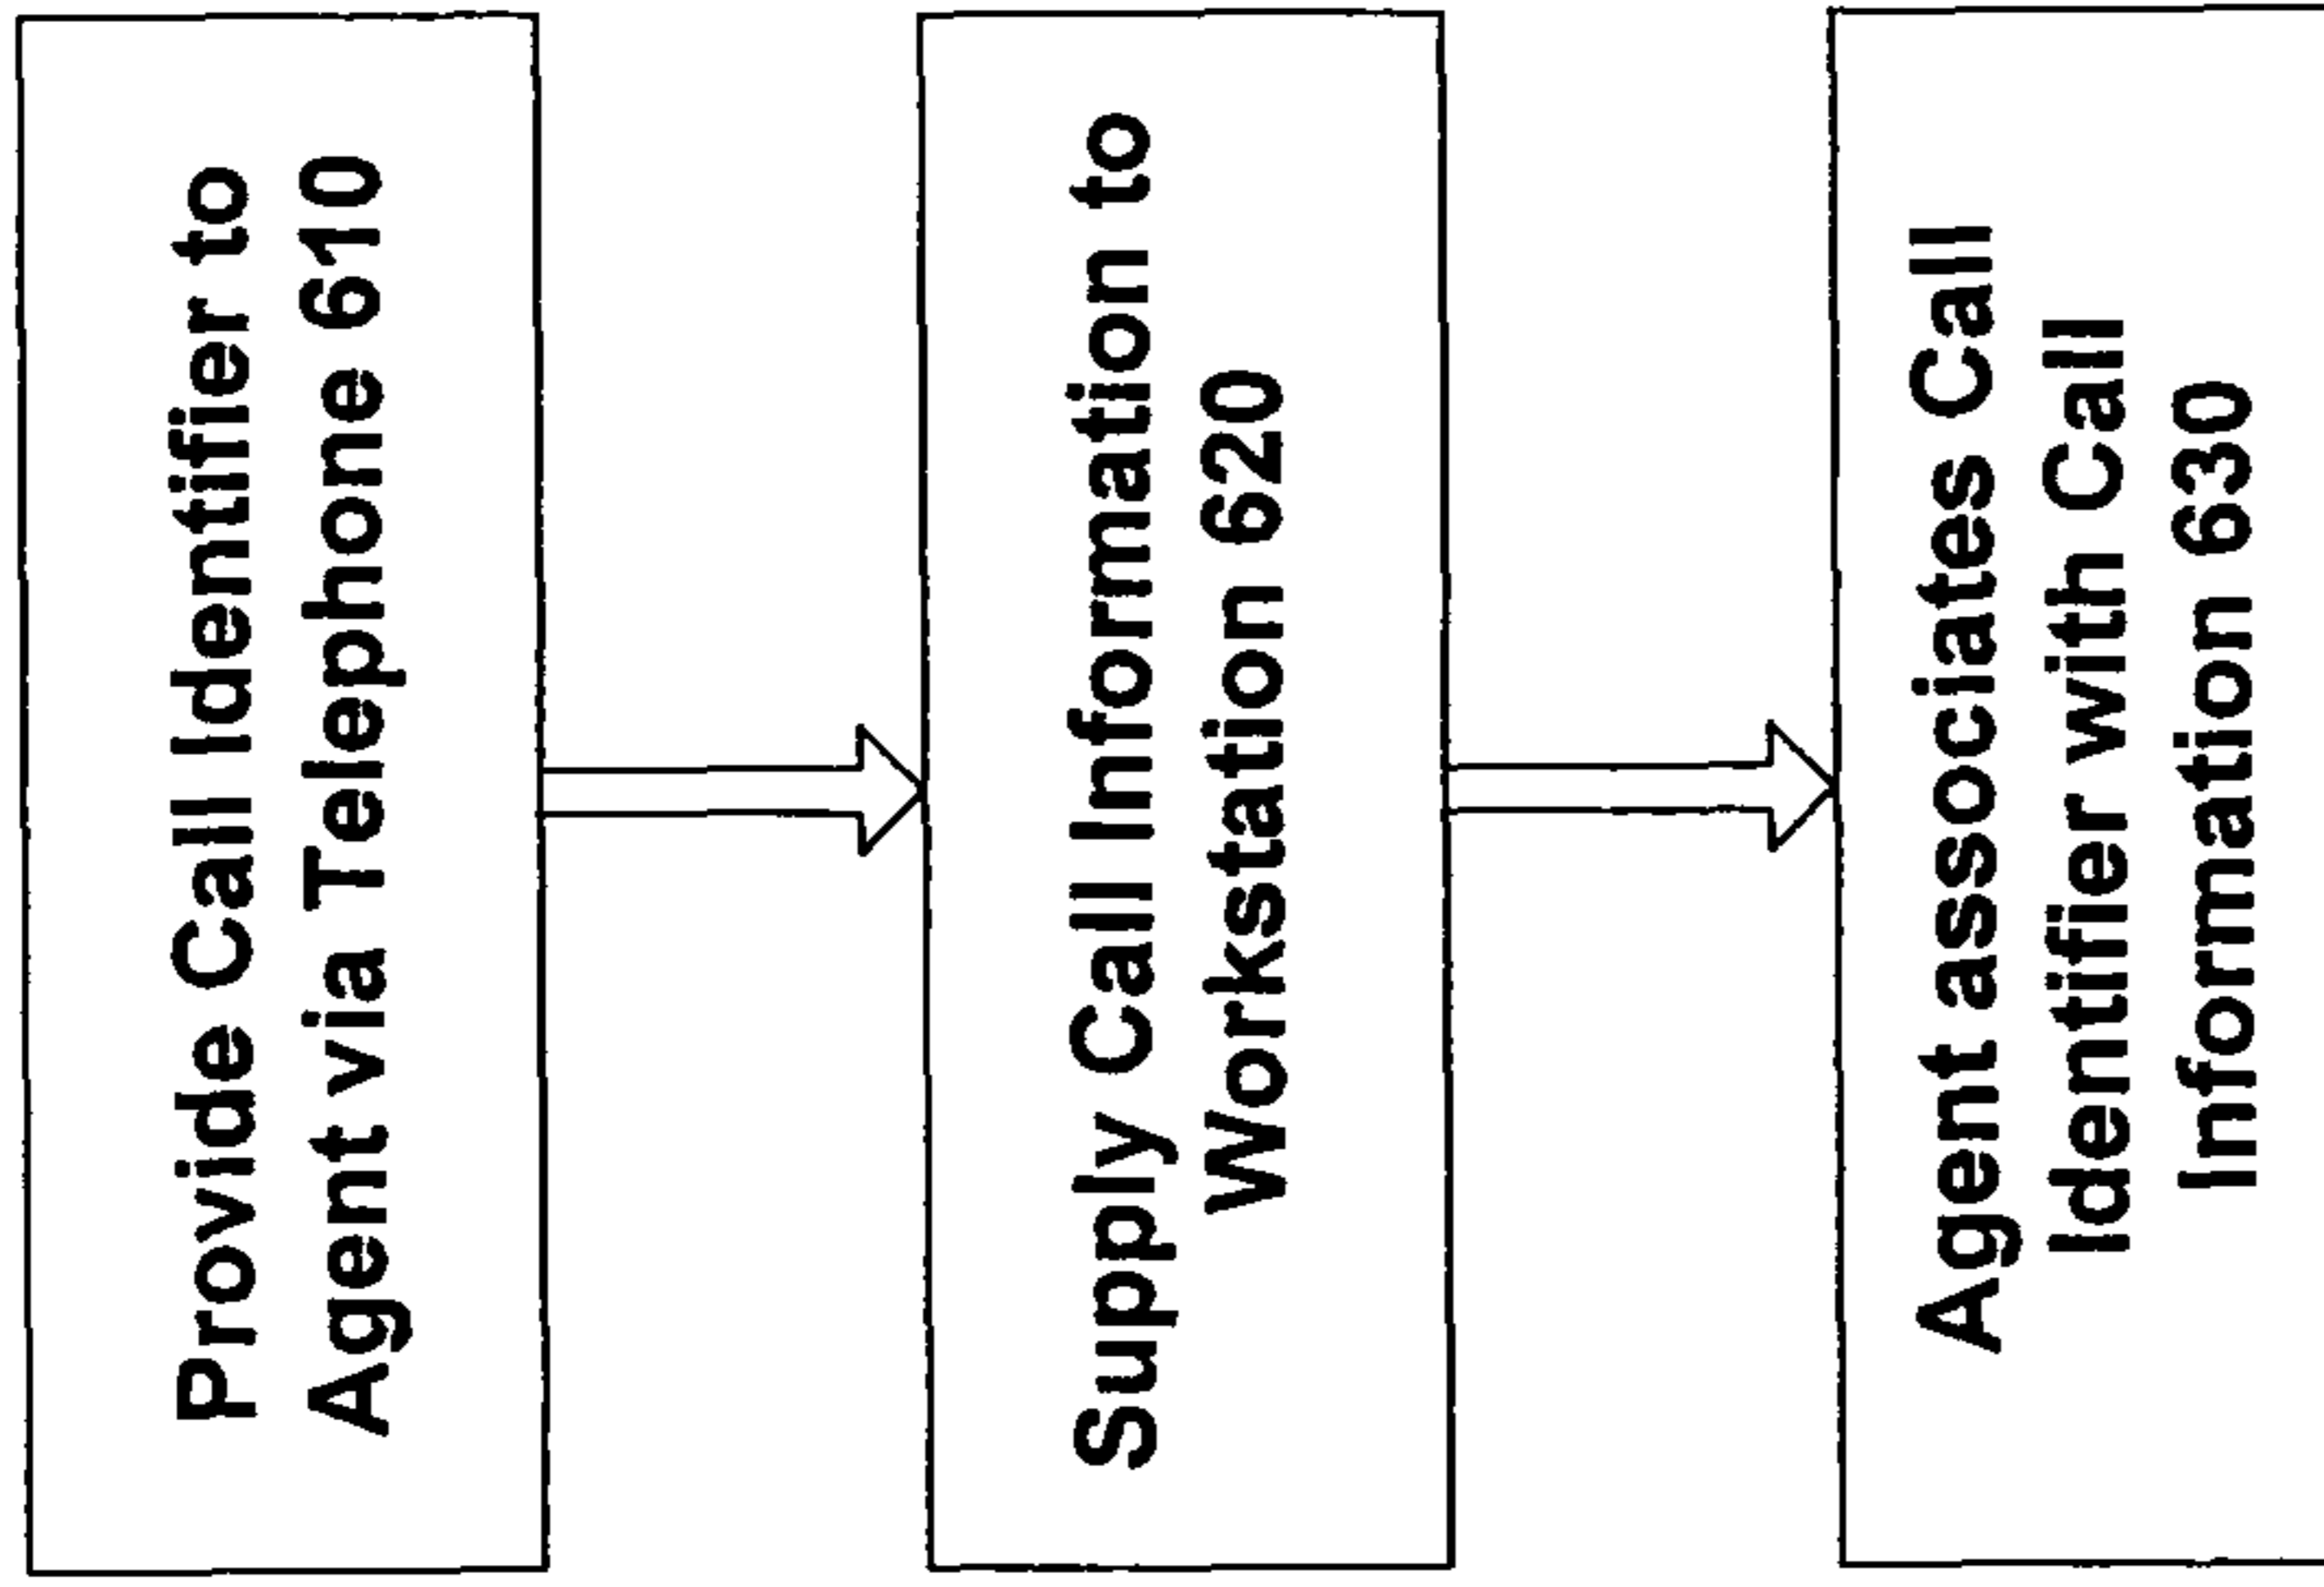 Provide Call Identifier to
Agent via Telephone 610
Supply Call Information to
Workstation 620
Agent associates Call
Identifier with Call
Information 630